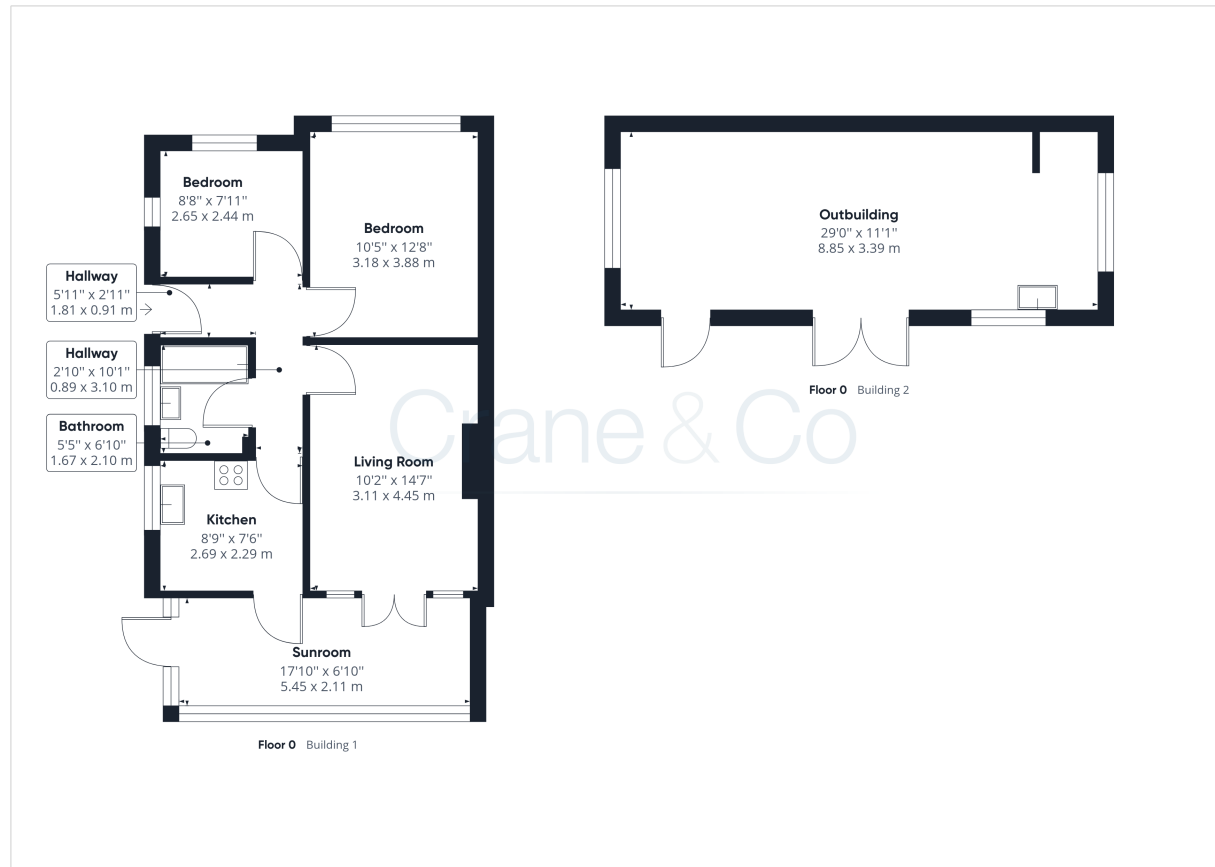 Bedroom
8'8" x 7'11"
2.65 x 2.44 m
Bedroom
10'5" x 12'8"
3.18 x 3.88 m
Hallway
5'11" x 2'11"
1.81 x 0.91 m
Hallway
2'10" x 10'1"
0.89 x 3.10 m
Bathroom
5'5" x 6'10"
1.67 x 2.10 m
Living Room
10'2" x 14'7"
3.11 x 4.45 m
Kitchen
8'9" x 7'6"
2.69 x 2.29 m
Sunroom
17'10" x 6'10"
5.45 x 2.11 m
Floor 0 Building 1
Outbuilding
29'0" x 11'1"
8.85 x 3.39 m
Floor 0 Building 2
Crane & Co